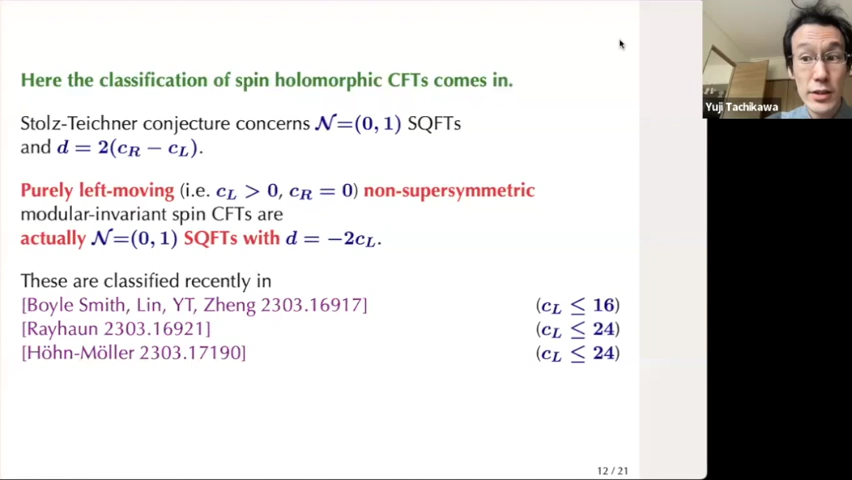 Here the classification of spin holomorphic CFTs comes in.
Stolz-Teichner conjecture concerns 𝒩=(0, 1) SQFTs
and d = 2(c_R − c_L).
Purely left-moving (i.e. c_L > 0, c_R = 0) non-supersymmetric
modular-invariant spin CFTs are
actually 𝒩=(0, 1) SQFTs with d = −2c_L.
These are classified recently in
[Boyle Smith, Lin, YT, Zheng 2303.16917] (c_L ≤ 16)
[Rayhaun 2303.16921] (c_L ≤ 24)
[Höhn-Möller 2303.17190] (c_L ≤ 24)
12 / 21
Yuji Tachikawa